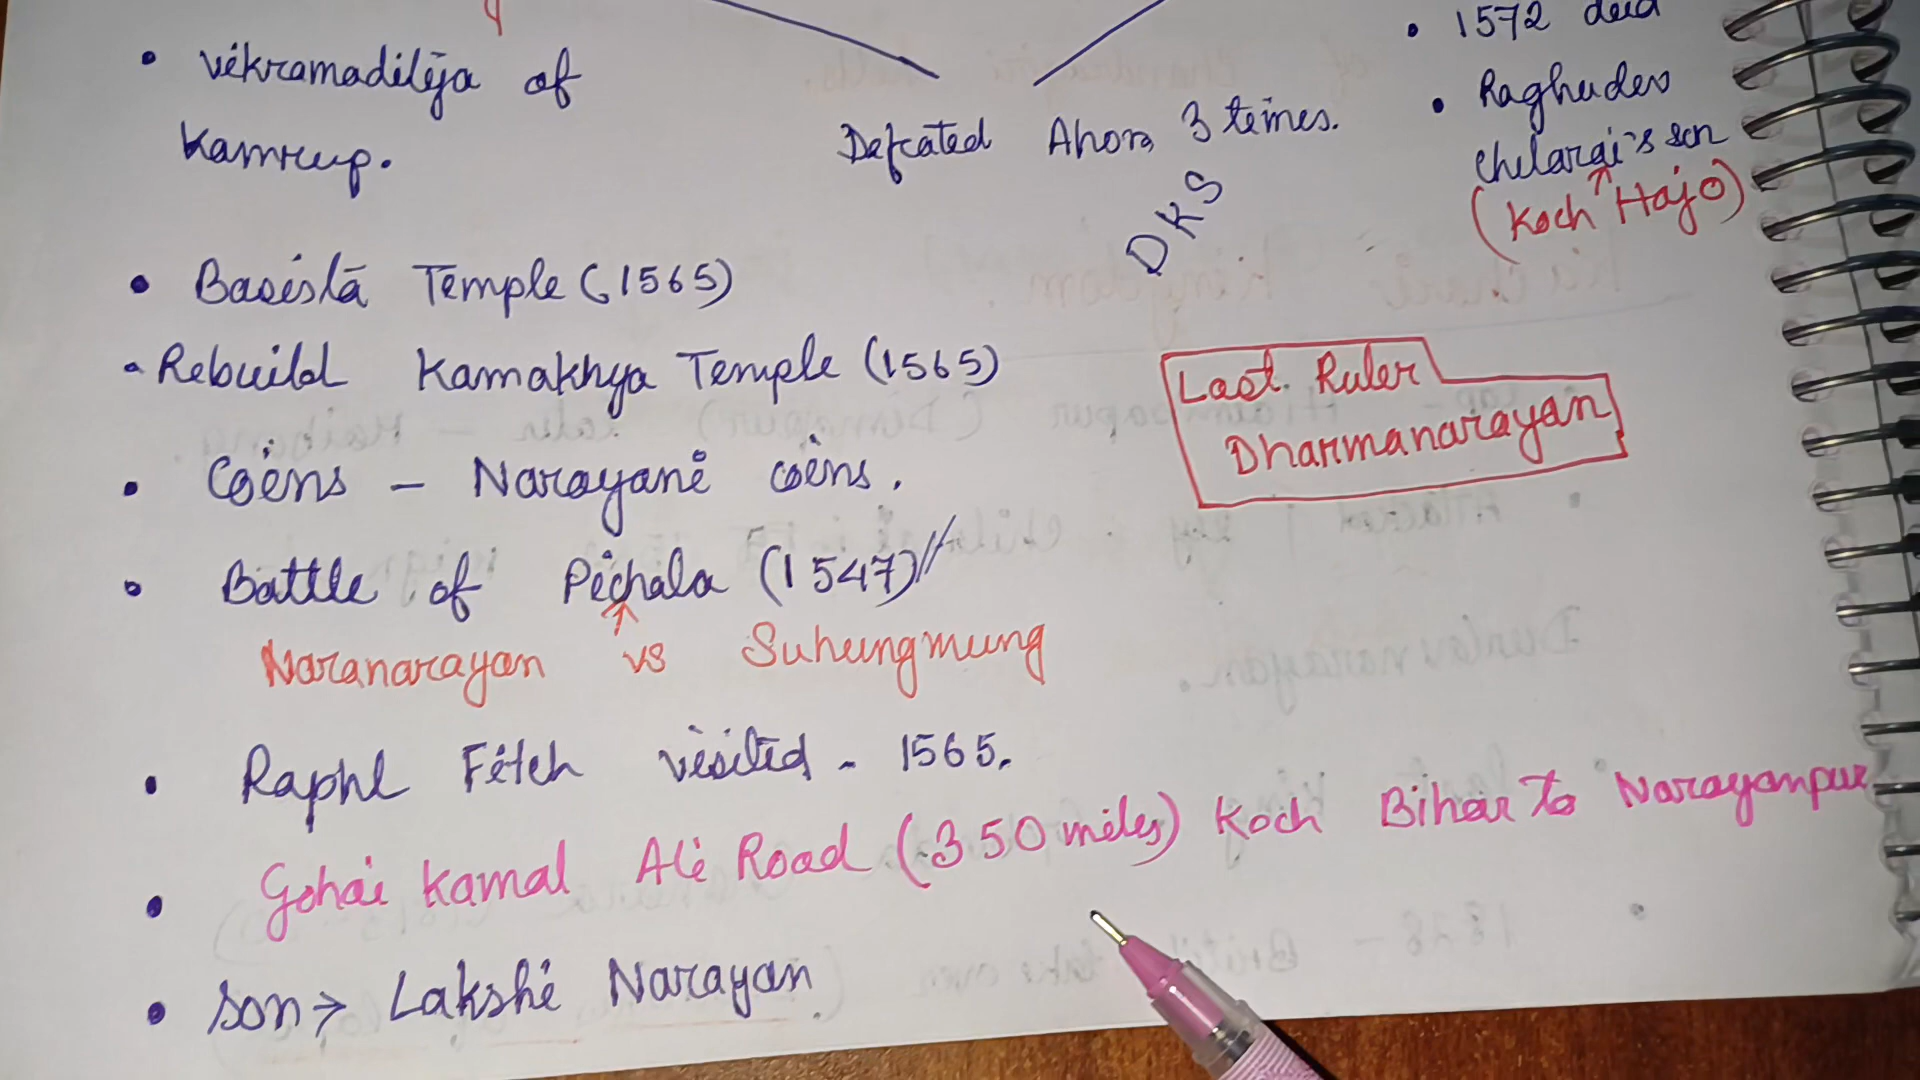 • vikramaditya of
Kamrup.
Defeated Ahom 3 times.
DKS
• 1572 died
• Raghudev
chilarai's son
(Koch Hajo)
• Basista Temple (1565)
• Rebuild Kamakhya Temple (1565)
Last Ruler
Dharmanarayan
• Coins – Narayani coins.
• Battle of Pichala (1547)//
Naranarayan vs Suhungmung
• Raphl Fitch visited - 1565.
• Gohai Kamal Ali Road (350 miles) Koch Bihar to Narayanpur
• son → Lakshi Narayan.